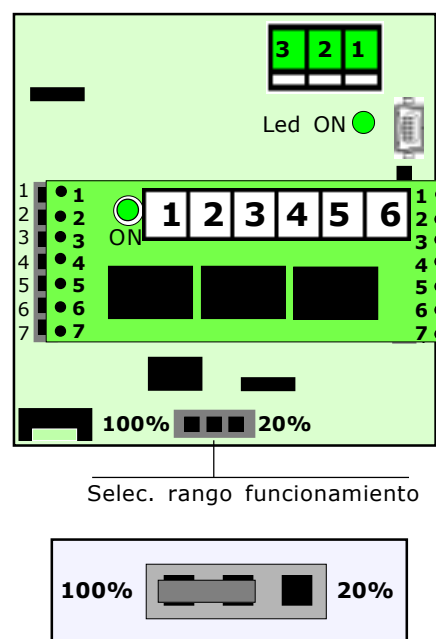 3 2 1
Led ON
1 1 1
2 2 2
3 3 3
4 4 4
5 5 5
6 6 6
7 7 7
ON
1 2 3 4 5 6
100% 20%
Selec. rango funcionamiento
100% 20%